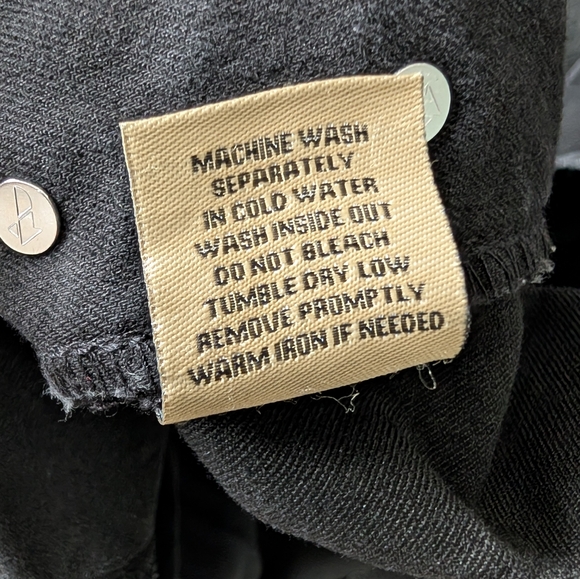 MACHINE WASH
SEPARATELY
IN COLD WATER
WASH INSIDE OUT
DO NOT BLEACH
TUMBLE DRY LOW
REMOVE PROMPTLY
WARM IRON IF NEEDED